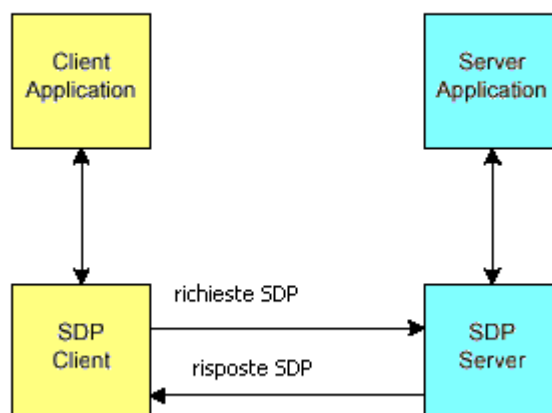 Client
Application
Server
Application
richieste SDP
SDP
Client
SDP
Server
risposte SDP